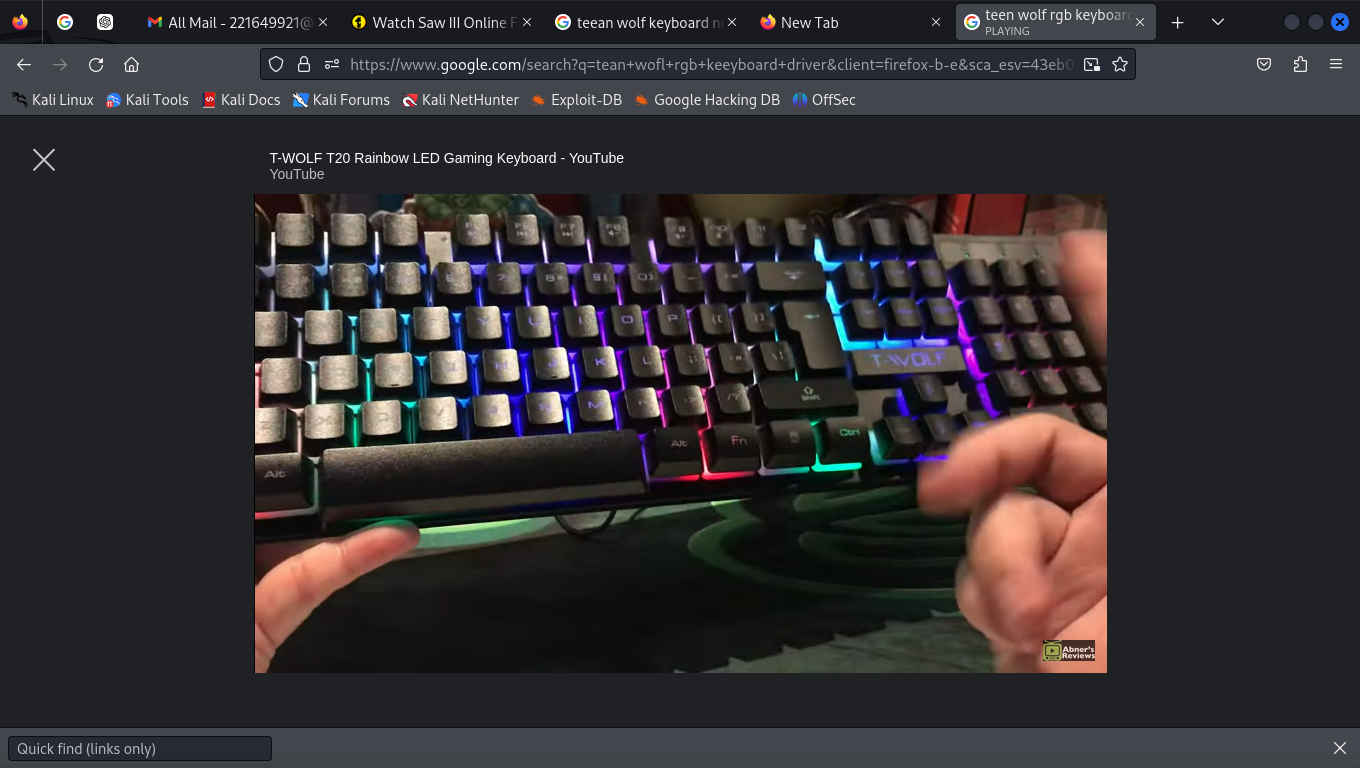 All Mail - 221649921@
Watch Saw III Online F
teean wolf keyboard n
New Tab
teen wolf rgb keyboard
PLAYING
https://www.google.com/search?q=tean+wofl+rgb+keeyboard+driver&client=firefox-b-e&sca_esv=43eb0
Kali Linux
Kali Tools
Kali Docs
Kali Forums
Kali NetHunter
Exploit-DB
Google Hacking DB
OffSec
T-WOLF T20 Rainbow LED Gaming Keyboard - YouTube
YouTube
O P
T-WOLF
K L
Alt
Alt
Fn
Ctrl
Abner's
Reviews
Quick find (links only)